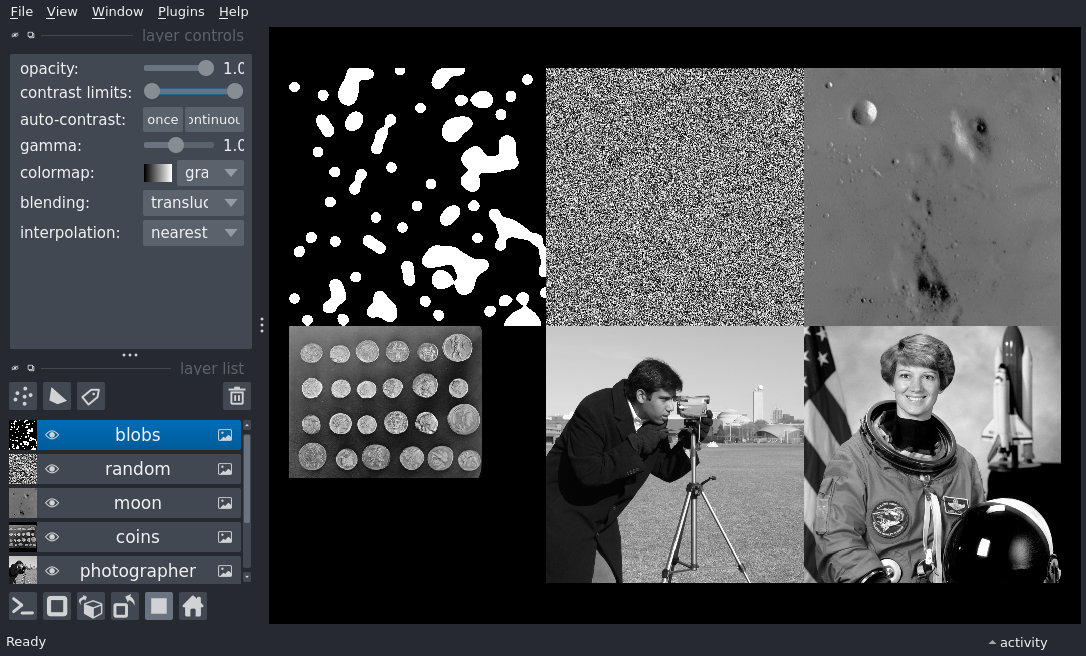 File View Window Plugins Help
layer controls
opacity: 1.0
contrast limits:
auto-contrast: once ontinuou
gamma: 1.0
colormap: gra
blending: transluc
interpolation: nearest
layer list
blobs
random
moon
coins
photographer
Ready
activity